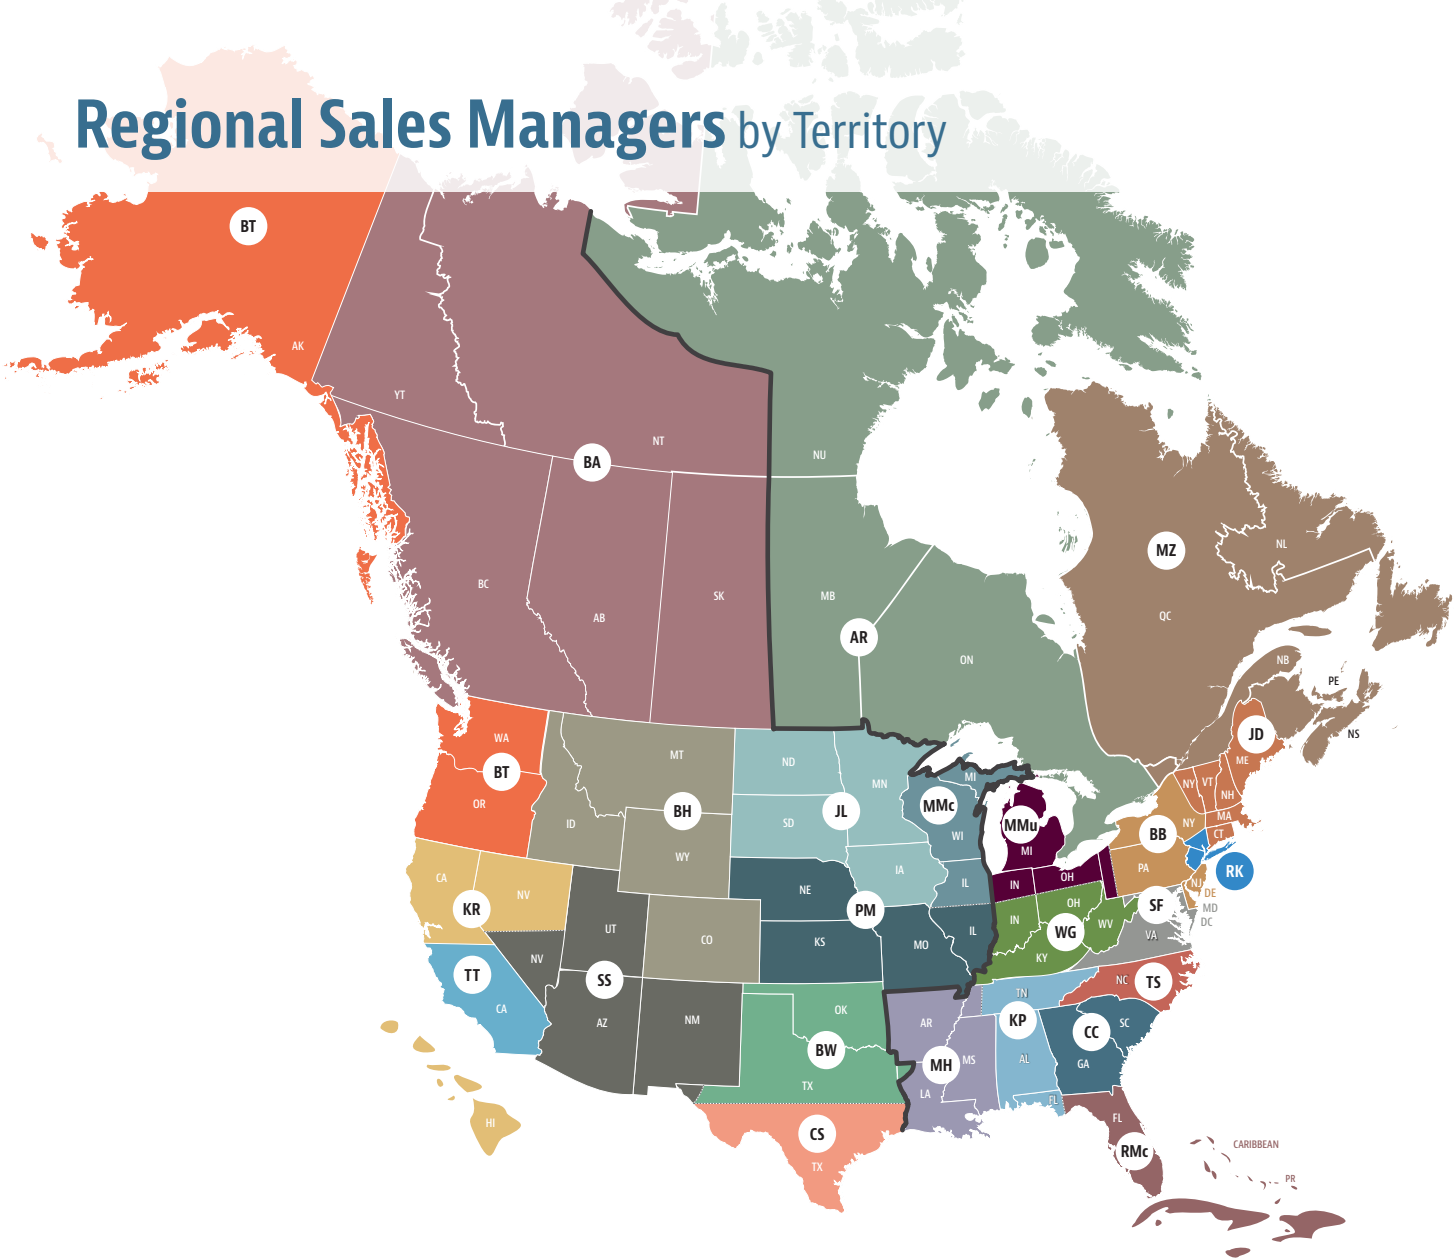 Regional Sales Managers by Territory
BT
AK
YT
NT
BA
NU
BC
AB
SK
MB
AR
ON
MZ
NL
QC
NB
PE
NS
JD
ME
WA
BT
OR
MT
ID
BH
WY
ND
MN
SD
JL
IA
MI
MMc
WI
IL
MMu
MI
IN
OH
NY
VT
NH
MA
CT
NY
BB
PA
RK
NJ
DE
MD
DC
SF
VA
CA
NV
KR
NE
PM
KS
MO
IL
IN
OH
WG
WV
KY
UT
CO
NV
SS
TT
CA
AZ
NM
OK
BW
TX
AR
MH
MS
LA
TN
KP
AL
FL
NC
TS
CC
SC
GA
HI
CS
TX
FL
RMc
CARIBBEAN
PR